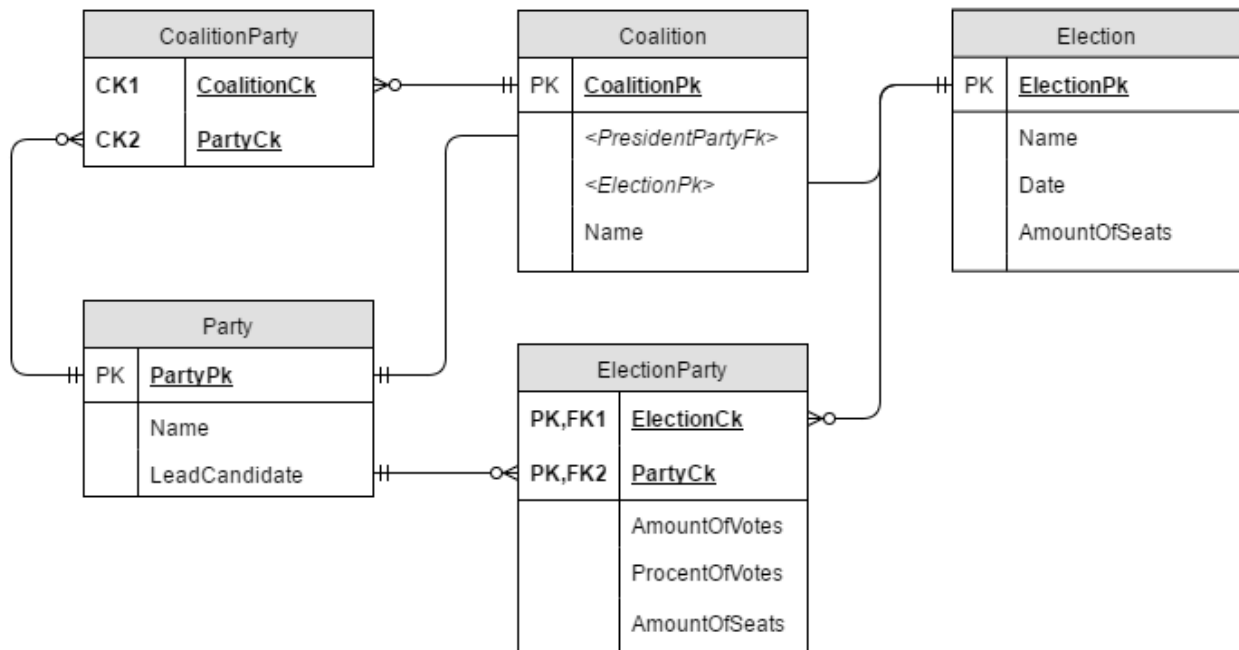 CoalitionParty
CK1 CoalitionCk
CK2 PartyCk
Coalition
PK CoalitionPk
<PresidentPartyFk>
<ElectionPk>
Name
Election
PK ElectionPk
Name
Date
AmountOfSeats
Party
PK PartyPk
Name
LeadCandidate
ElectionParty
PK,FK1 ElectionCk
PK,FK2 PartyCk
AmountOfVotes
ProcentOfVotes
AmountOfSeats